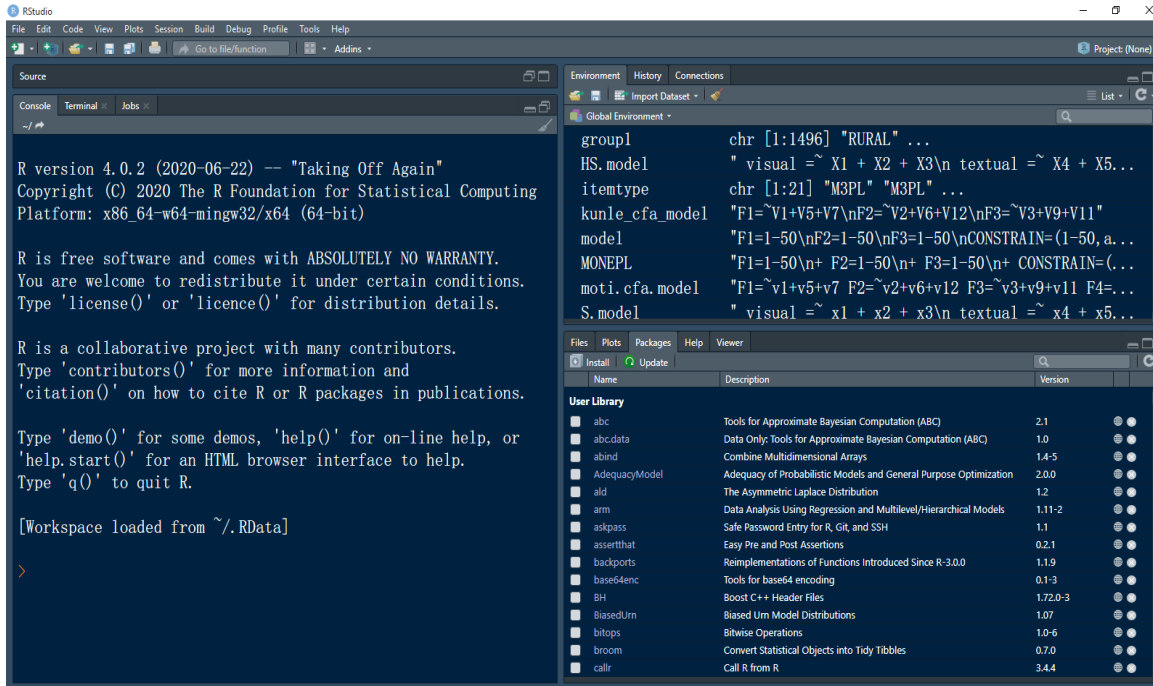 RStudio
File Edit Code View Plots Session Build Debug Profile Tools Help
Go to file/function Addins Project: (None)
Source
Console Terminal Jobs
~/
R version 4.0.2 (2020-06-22) -- "Taking Off Again"
Copyright (C) 2020 The R Foundation for Statistical Computing
Platform: x86_64-w64-mingw32/x64 (64-bit)
R is free software and comes with ABSOLUTELY NO WARRANTY.
You are welcome to redistribute it under certain conditions.
Type 'license()' or 'licence()' for distribution details.
R is a collaborative project with many contributors.
Type 'contributors()' for more information and
'citation()' on how to cite R or R packages in publications.
Type 'demo()' for some demos, 'help()' for on-line help, or
'help.start()' for an HTML browser interface to help.
Type 'q()' to quit R.
[Workspace loaded from ~/.RData]
>
Environment History Connections
Import Dataset List
Global Environment
group1 chr [1:1496] "RURAL" ...
HS.model " visual =~ X1 + X2 + X3\n textual =~ X4 + X5...
itemtype chr [1:21] "M3PL" "M3PL" ...
kunle_cfa_model "F1=~V1+V5+V7\nF2=~V2+V6+V12\nF3=~V3+V9+V11"
model "F1=1-50\nF2=1-50\nF3=1-50\nCONSTRAIN=(1-50,a...
MONEPL "F1=1-50\n+ F2=1-50\n+ F3=1-50\n+ CONSTRAIN=(...
moti.cfa.model "F1=~v1+v5+v7 F2=~v2+v6+v12 F3=~v3+v9+v11 F4=...
S.model " visual =~ x1 + x2 + x3\n textual =~ x4 + x5...
Files Plots Packages Help Viewer
Install Update
Name Description Version
User Library
abc Tools for Approximate Bayesian Computation (ABC) 2.1
abc.data Data Only: Tools for Approximate Bayesian Computation (ABC) 1.0
abind Combine Multidimensional Arrays 1.4-5
AdequacyModel Adequacy of Probabilistic Models and General Purpose Optimization 2.0.0
ald The Asymmetric Laplace Distribution 1.2
arm Data Analysis Using Regression and Multilevel/Hierarchical Models 1.11-2
askpass Safe Password Entry for R, Git, and SSH 1.1
assertthat Easy Pre and Post Assertions 0.2.1
backports Reimplementations of Functions Introduced Since R-3.0.0 1.1.9
base64enc Tools for base64 encoding 0.1-3
BH Boost C++ Header Files 1.72.0-3
BiasedUrn Biased Urn Model Distributions 1.07
bitops Bitwise Operations 1.0-6
broom Convert Statistical Objects into Tidy Tibbles 0.7.0
callr Call R from R 3.4.4